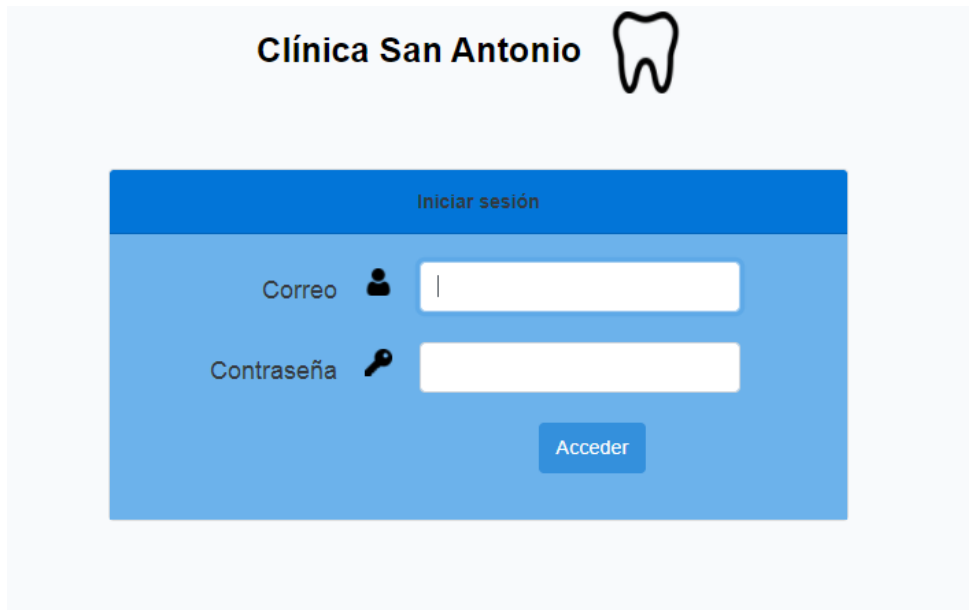 Clínica San Antonio
Iniciar sesión
Correo
Contraseña
Acceder